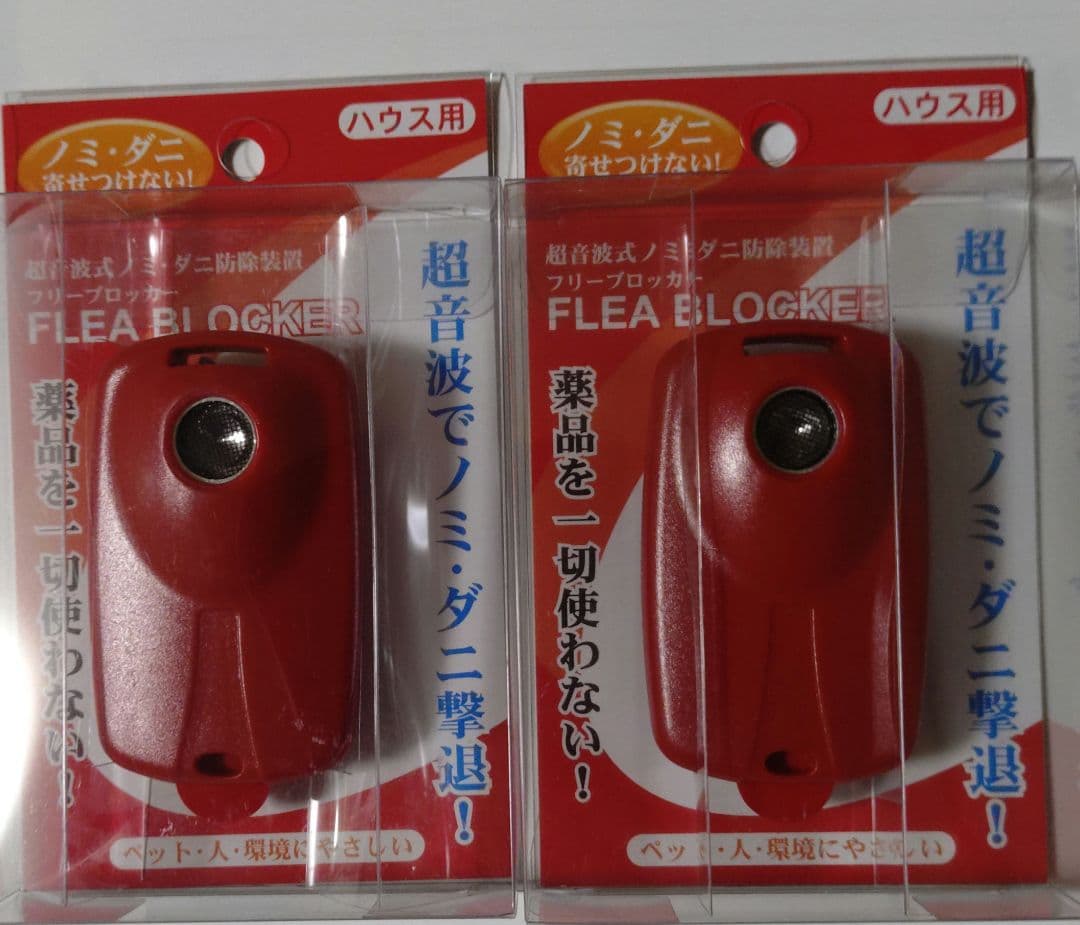 ハウス用
ノミ・ダニ
寄せつけない!
超音波式ノミ・ダニ防除装置
フリーブロッカー
FLEA BLOCKER
超音波でノミ・ダニ撃退!
薬品を一切使わない!
ペット・人・環境にやさしい
ハウス用
ノミ・ダニ
寄せつけない!
超音波式ノミ・ダニ防除装置
フリーブロッカー
FLEA BLOCKER
超音波でノミ・ダニ撃退!
薬品を一切使わない!
ペット・人・環境にやさしい